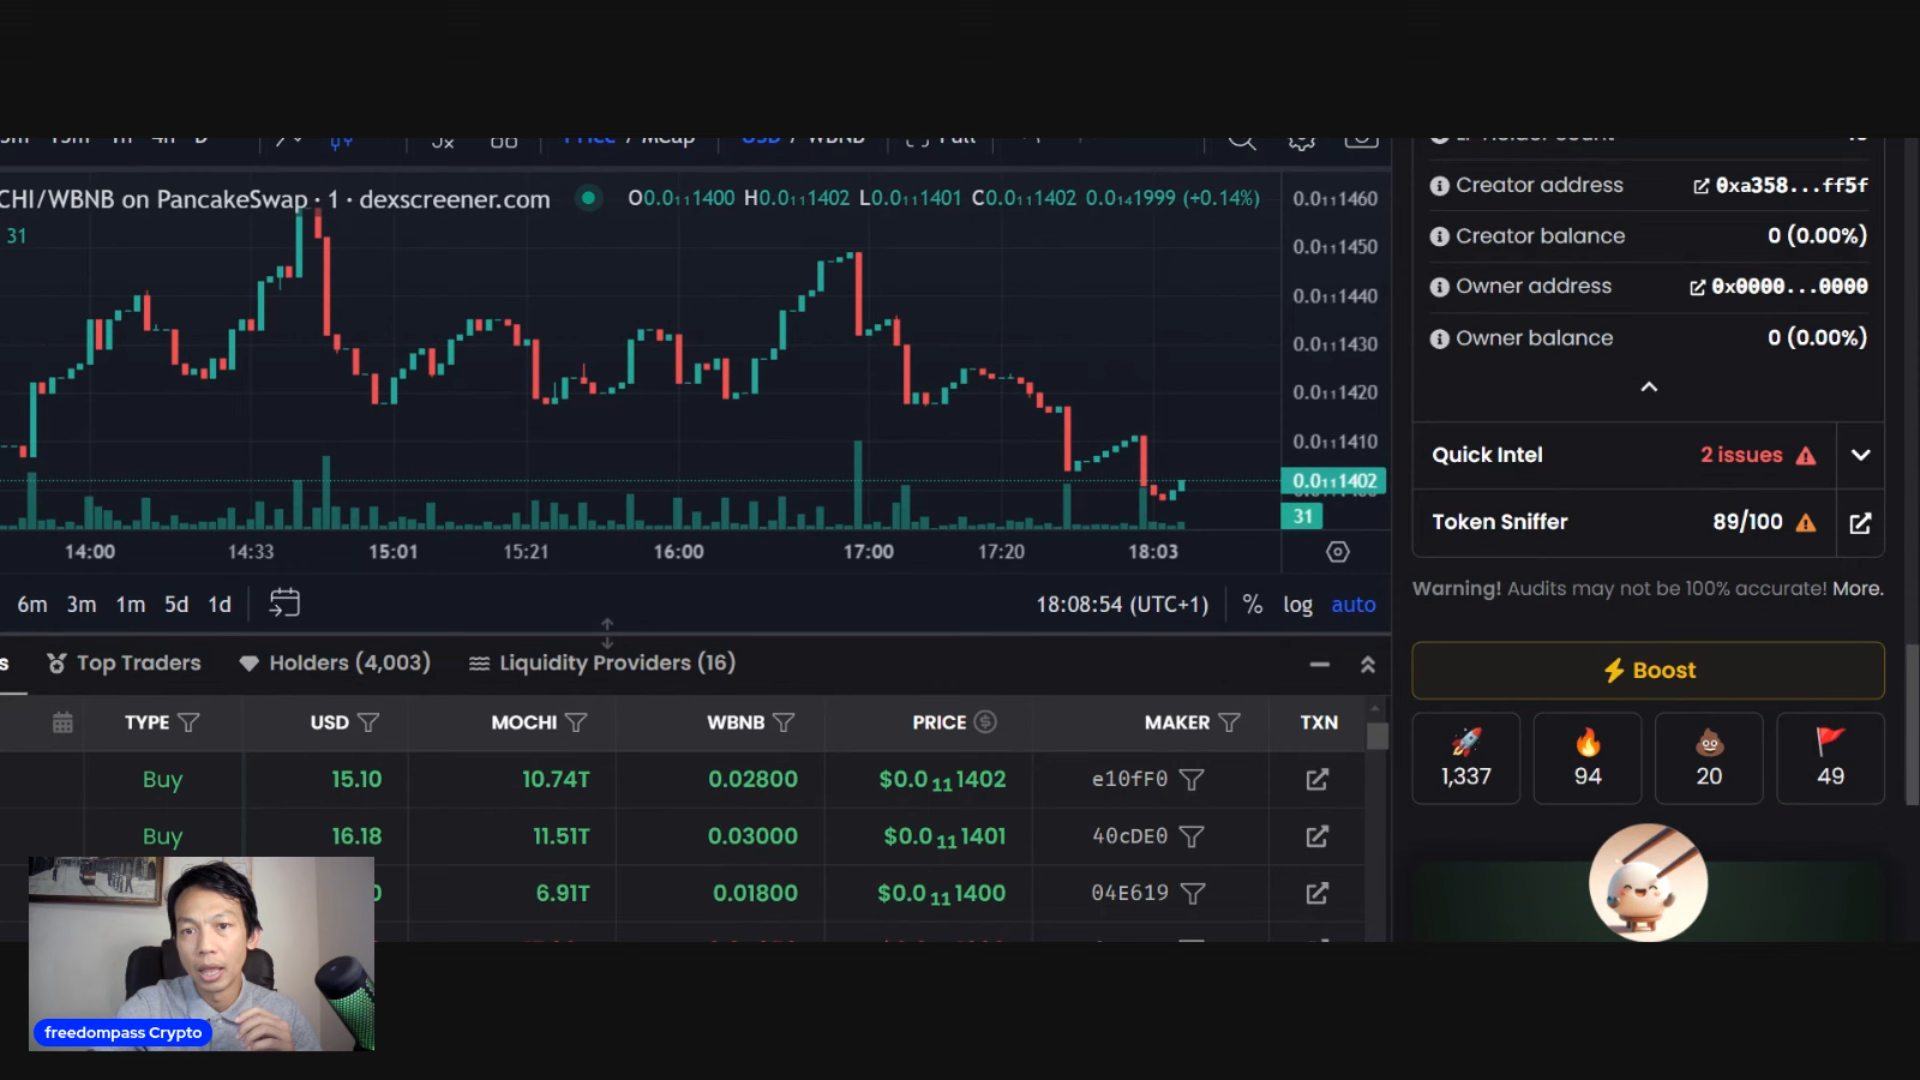 CHI/WBNB on PancakeSwap · 1 · dexscreener.com O0.0₁₁1400 H0.0₁₁1402 L0.0₁₁1401 C0.0₁₁1402 0.0₁₄1999 (+0.14%)
31
0.0₁₁1460
0.0₁₁1450
0.0₁₁1440
0.0₁₁1430
0.0₁₁1420
0.0₁₁1410
0.0₁₁1402
31
14:00 14:33 15:01 15:21 16:00 17:00 17:20 18:03
6m 3m 1m 5d 1d 18:08:54 (UTC+1) % log auto
Top Traders Holders (4,003) Liquidity Providers (16)
TYPE USD MOCHI WBNB PRICE MAKER TXN
Buy 15.10 10.74T 0.02800 $0.0₁₁1402 e10fF0
Buy 16.18 11.51T 0.03000 $0.0₁₁1401 40cDE0
0 6.91T 0.01800 $0.0₁₁1400 04E619
freedompass Crypto
Creator address 0xa358...ff5f
Creator balance 0 (0.00%)
Owner address 0x0000...0000
Owner balance 0 (0.00%)
Quick Intel 2 issues
Token Sniffer 89/100
Warning! Audits may not be 100% accurate! More.
Boost
1,337 94 20 49